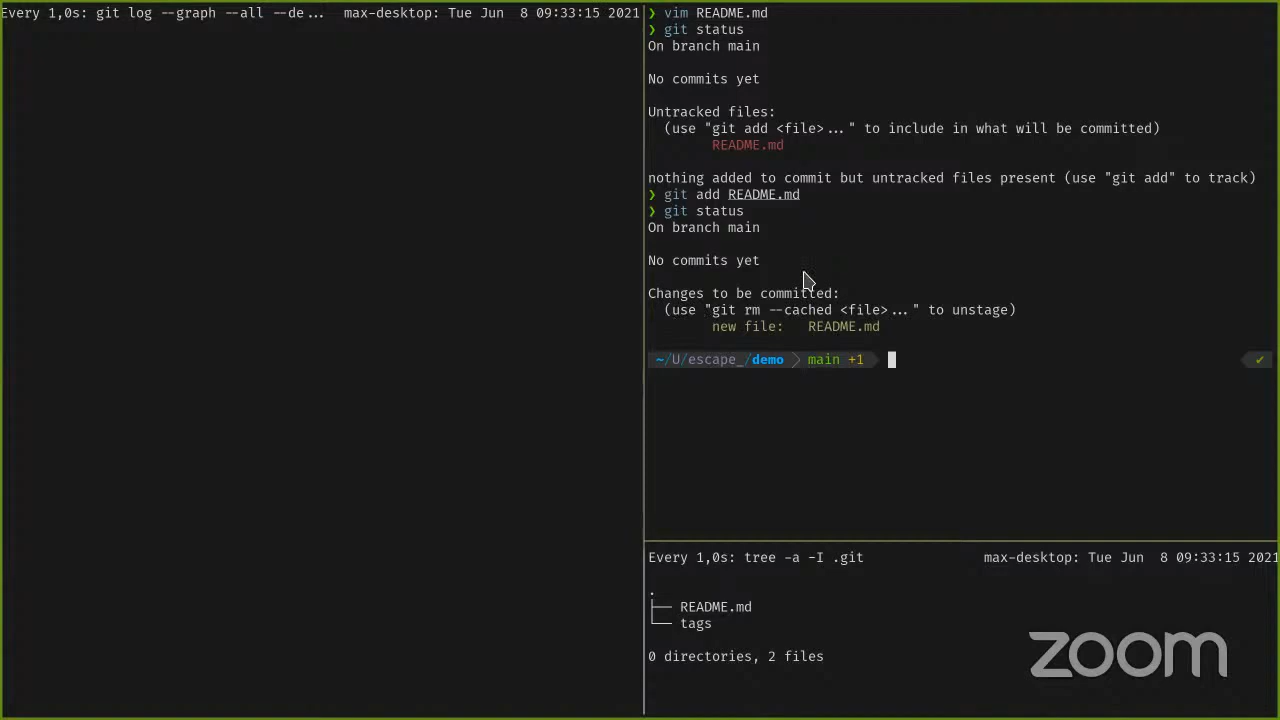 Every 1,0s: git log --graph --all --de... max-desktop: Tue Jun  8 09:33:15 2021
❯ vim README.md
❯ git status
On branch main
No commits yet
Untracked files:
(use "git add <file>..." to include in what will be committed)
README.md
nothing added to commit but untracked files present (use "git add" to track)
❯ git add README.md
❯ git status
On branch main
No commits yet
Changes to be committed:
(use "git rm --cached <file>..." to unstage)
new file:   README.md
~/U/escape_/demo main +1 ✔
Every 1,0s: tree -a -I .git max-desktop: Tue Jun  8 09:33:15 2021
.
├── README.md
└── tags
0 directories, 2 files
zoom